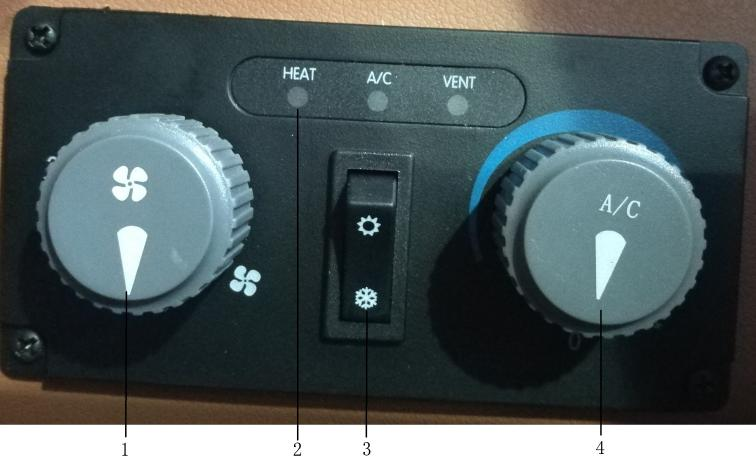 HEAT A/C VENT
A/C
0
1 2 3 4